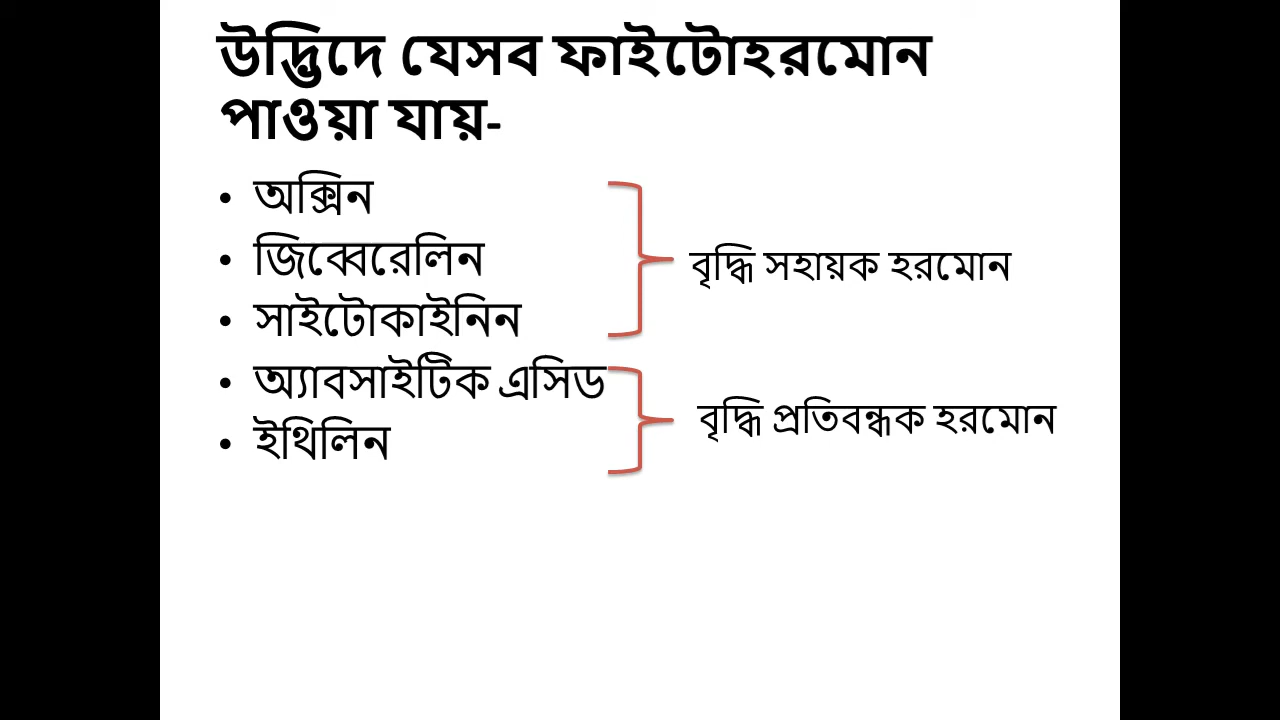 উদ্ভিদে যেসব ফাইটোহরমোন
পাওয়া যায়-
• অক্সিন
• জিব্বেরেলিন
• সাইটোকাইনিন
বৃদ্ধি সহায়ক হরমোন
• অ্যাবসাইটিক এসিড
• ইথিলিন
বৃদ্ধি প্রতিবন্ধক হরমোন